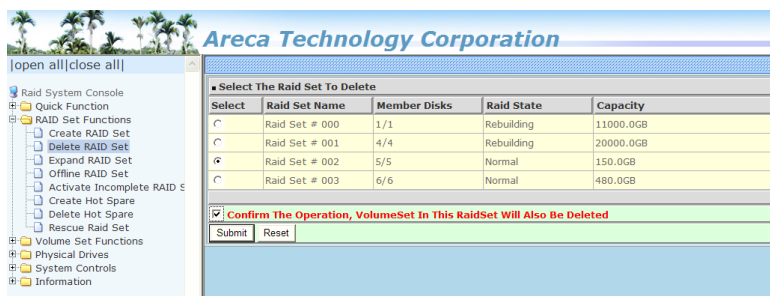 Areca Technology Corporation
|open all|close all|
Raid System Console
Quick Function
RAID Set Functions
Create RAID Set
Delete RAID Set
Expand RAID Set
Offline RAID Set
Activate Incomplete RAID S
Create Hot Spare
Delete Hot Spare
Rescue Raid Set
Volume Set Functions
Physical Drives
System Controls
Information
Select The Raid Set To Delete
Select Raid Set Name Member Disks Raid State Capacity
Raid Set # 000 1/1 Rebuilding 11000.0GB
Raid Set # 001 4/4 Rebuilding 20000.0GB
Raid Set # 002 5/5 Normal 150.0GB
Raid Set # 003 6/6 Normal 480.0GB
Confirm The Operation, VolumeSet In This RaidSet Will Also Be Deleted
Submit Reset